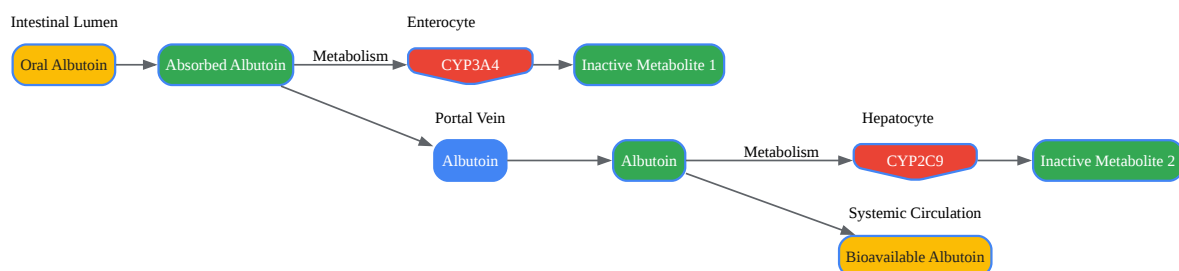 Intestinal Lumen
Enterocyte
Oral Albutoin
Absorbed Albutoin
Metabolism
CYP3A4
Inactive Metabolite 1
Portal Vein
Hepatocyte
Albutoin
Albutoin
Metabolism
CYP2C9
Inactive Metabolite 2
Systemic Circulation
Bioavailable Albutoin